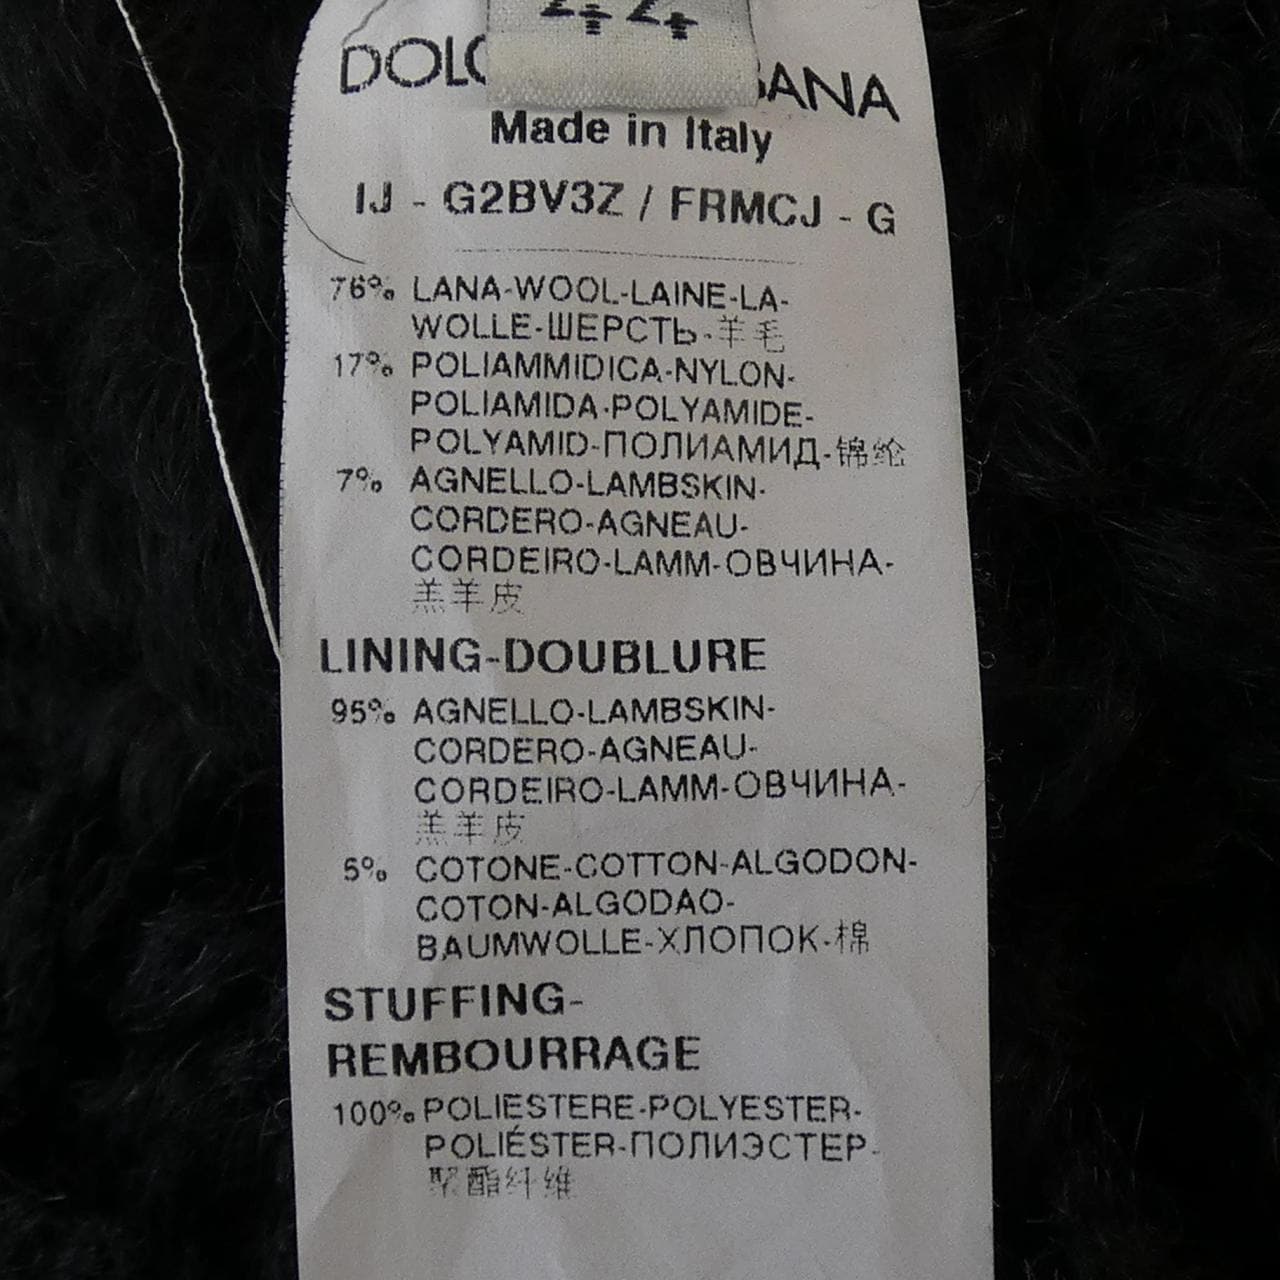 44
DOLC BANA
Made in Italy
IJ - G2BV3Z / FRMCJ - G
76% LANA-WOOL-LAINE-LA-
WOLLE-ШЕРСТЬ-羊毛
17% POLIAMMIDICA-NYLON-
POLIAMIDA-POLYAMIDE-
POLYAMID-ПОЛИАМИД-锦纶
7% AGNELLO-LAMBSKIN-
CORDERO-AGNEAU-
CORDEIRO-LAMM-ОВЧИНА-
羔羊皮
LINING-DOUBLURE
95% AGNELLO-LAMBSKIN-
CORDERO-AGNEAU-
CORDEIRO-LAMM-ОВЧИНА-
羔羊皮
5% COTONE-COTTON-ALGODON-
COTON-ALGODAO-
BAUMWOLLE-ХЛОПОК-棉
STUFFING-
REMBOURRAGE
100% POLIESTERE-POLYESTER-
POLIÉSTER-ПОЛИЭСТЕР-
聚酯纤维